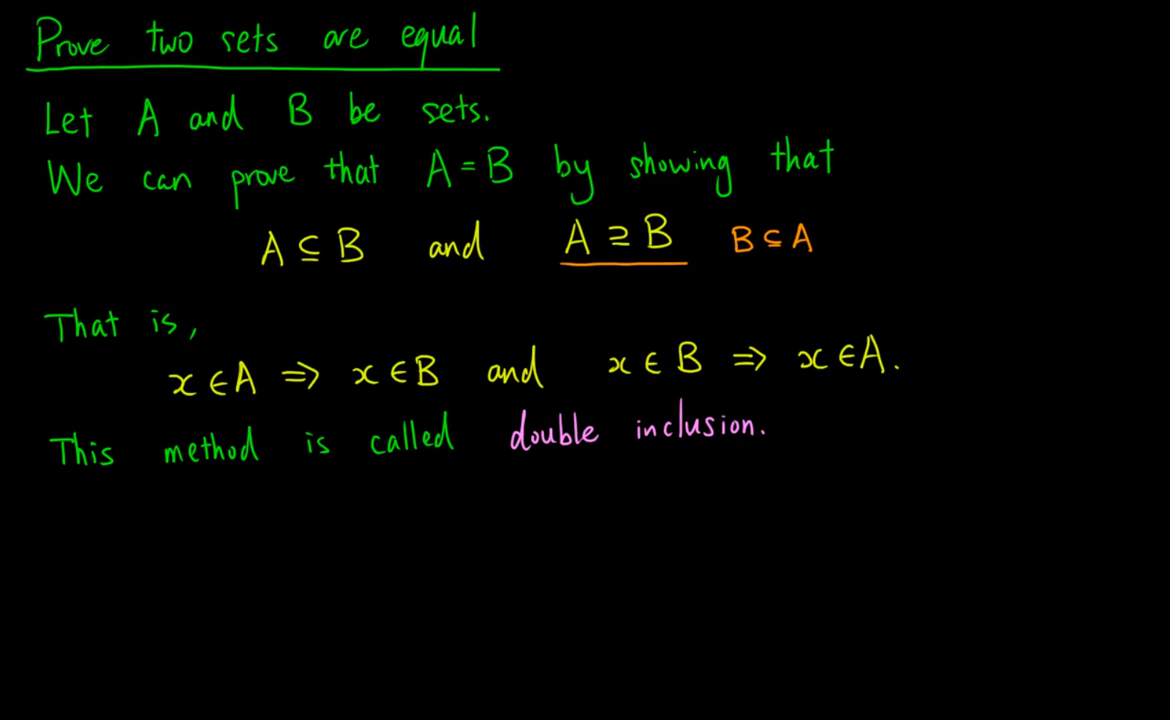 Prove two sets are equal
Let A and B be sets.
We can prove that A = B by showing that
A ⊆ B and A ⊇ B B ⊆ A
That is,
x ∈ A ⇒ x ∈ B and x ∈ B ⇒ x ∈ A.
This method is called double inclusion.